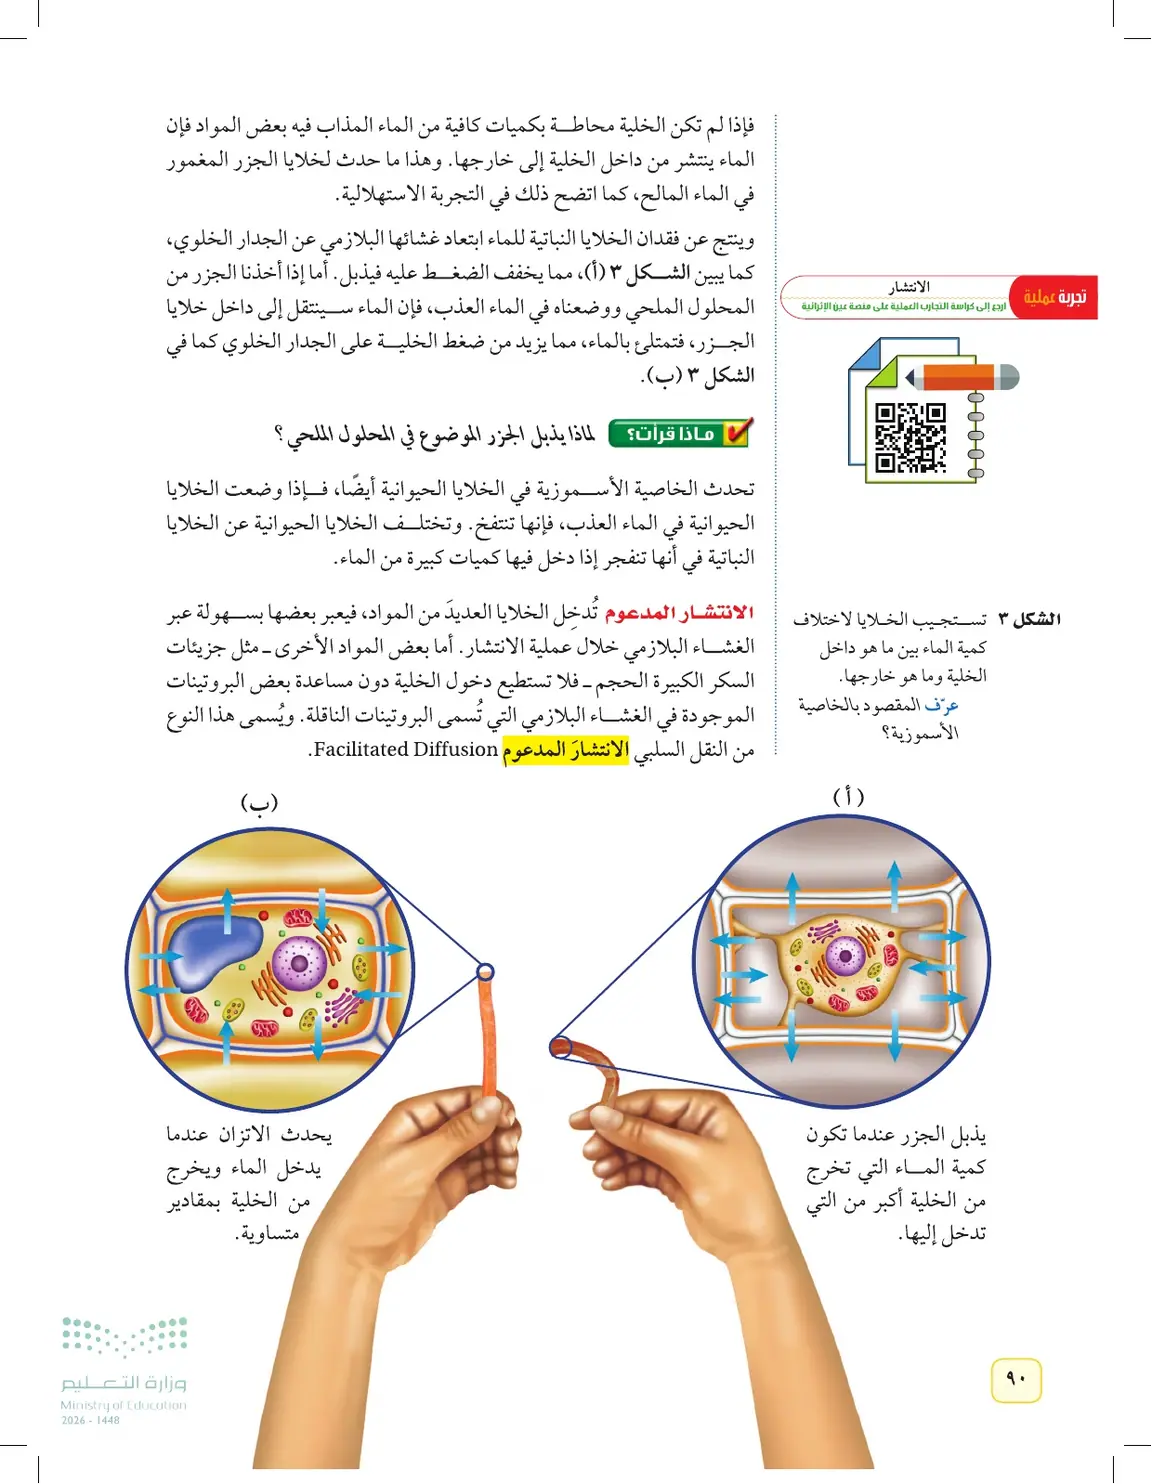 فإذا لم تكن الخلية محاطة بكميات كافية من الماء المذاب فيه بعض المواد فإن
الماء ينتشر من داخل الخلية إلى خارجها. وهذا ما حدث لخلايا الجزر المغمور
في الماء المالح، كما اتضح ذلك في التجربة الاستهلالية.
وينتج عن فقدان الخلايا النباتية للماء ابتعاد غشائها البلازمي عن الجدار الخلوي،
كما يبين الشكل ٣ (أ)، مما يخفف الضغط عليه فيذبل. أما إذا أخذنا الجزر من
المحلول الملحي ووضعناه في الماء العذب، فإن الماء سينتقل إلى داخل خلايا
الجزر، فتمتلئ بالماء، مما يزيد من ضغط الخلية على الجدار الخلوي كما في
الشكل ٣ (ب).
ماذا قرأت؟ لماذا يذبل الجزر الموضوع في المحلول الملحي؟
تحدث الخاصية الأسموزية في الخلايا الحيوانية أيضًا، فإذا وضعت الخلايا
الحيوانية في الماء العذب، فإنها تنتفخ. وتختلف الخلايا الحيوانية عن الخلايا
النباتية في أنها تنفجر إذا دخل فيها كميات كبيرة من الماء.
الانتشار المدعوم تُدخِل الخلايا العديدَ من المواد، فيعبر بعضها بسهولة عبر
الغشاء البلازمي خلال عملية الانتشار. أما بعض المواد الأخرى ـ مثل جزيئات
السكر الكبيرة الحجم ـ فلا تستطيع دخول الخلية دون مساعدة بعض البروتينات
الموجودة في الغشاء البلازمي التي تُسمى البروتينات الناقلة. ويُسمى هذا النوع
من النقل السلبي الانتشارَ المدعوم Facilitated Diffusion.
تجربة عملية
الانتشار
ارجع إلى كراسة التجارب العملية على منصة عين الإثرائية
الشكل ٣ تستجيب الخلايا لاختلاف
كمية الماء بين ما هو داخل
الخلية وما هو خارجها.
عرّف المقصود بالخاصية
الأسموزية؟
(أ)
(ب)
يذبل الجزر عندما تكون
كمية الماء التي تخرج
من الخلية أكبر من التي
تدخل إليها.
يحدث الاتزان عندما
يدخل الماء ويخرج
من الخلية بمقادير
متساوية.
وزارة التعليم
Ministry of Education
2026 - 1448
٩٠